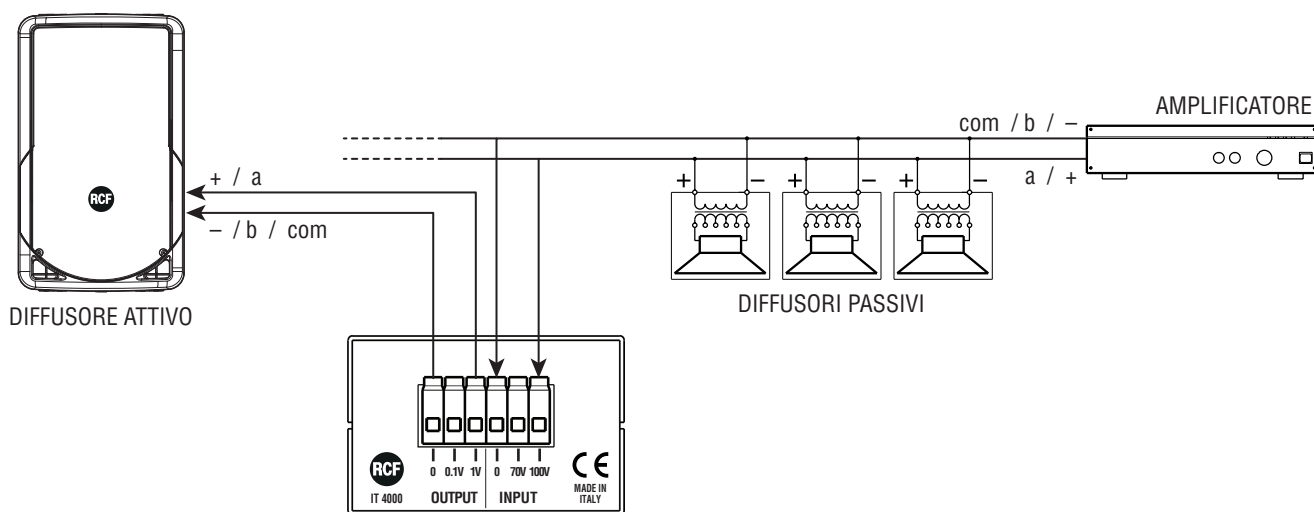 AMPLIFICATORE
com / b / –
a / +
+ – + – + –
DIFFUSORI PASSIVI
+ / a
– / b / com
RCF
DIFFUSORE ATTIVO
RCF
IT 4000
0 0.1V 1V 0 70V 100V
OUTPUT INPUT
CE
MADE IN
ITALY